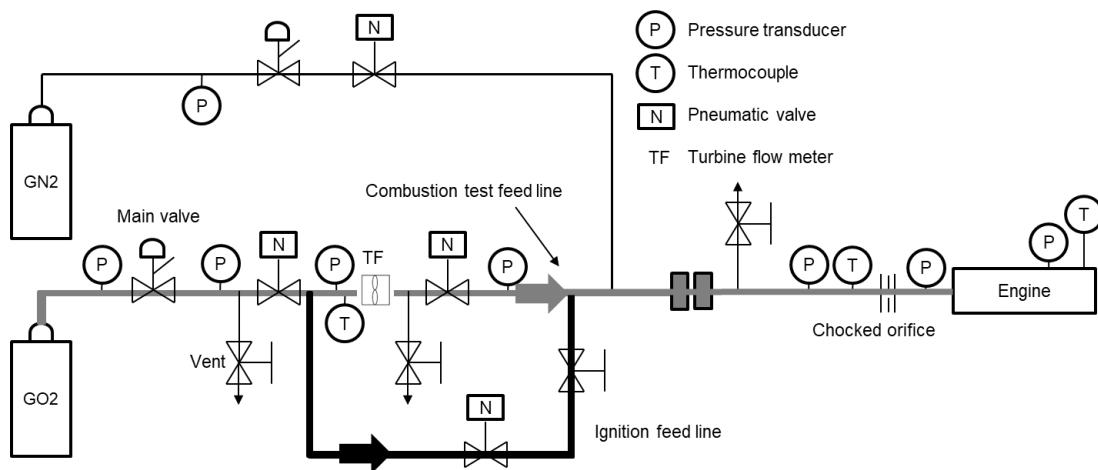 N
P
Pressure transducer
T
Thermocouple
N
Pneumatic valve
TF
Turbine flow meter
P
GN2
Combustion test feed line
Main valve
P
P
N
P
TF
N
P
P
T
P
P
T
Engine
Chocked orifice
T
Vent
GO2
N
Ignition feed line